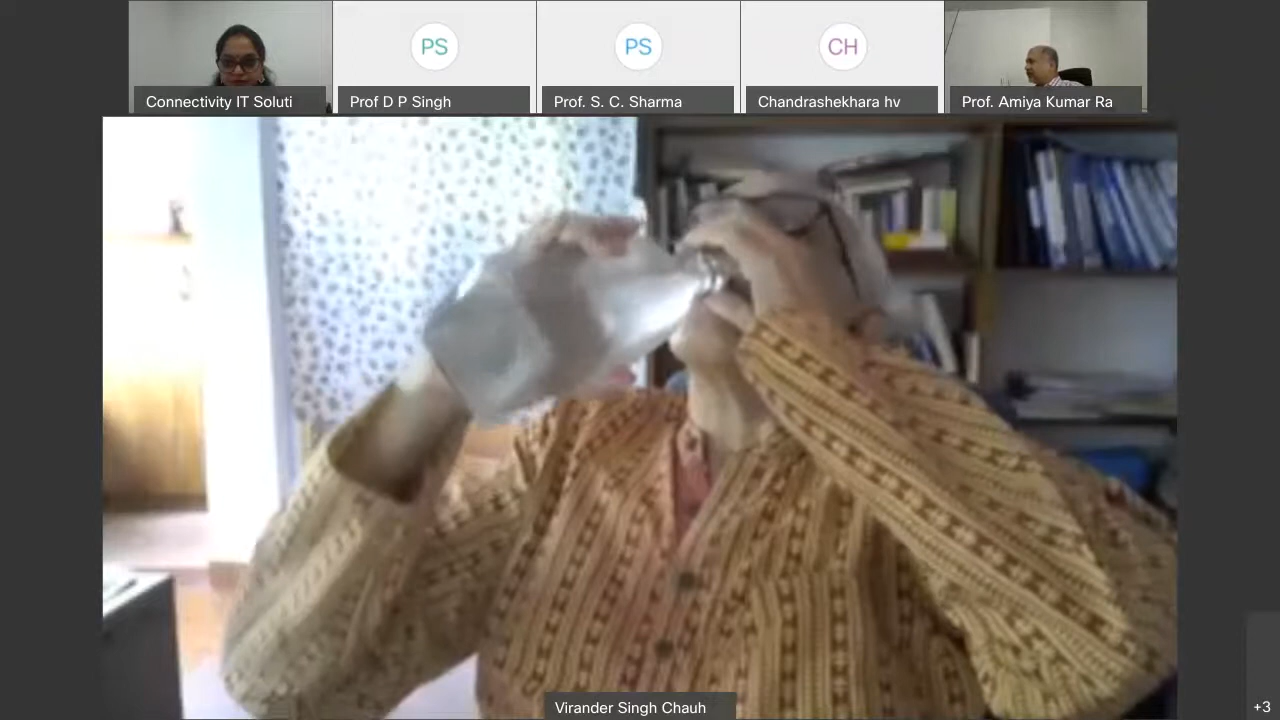 PS
PS
CH
Connectivity IT Soluti
Prof D P Singh
Prof. S. C. Sharma
Chandrashekhara hv
Prof. Amiya Kumar Ra
Virander Singh Chauh
+3